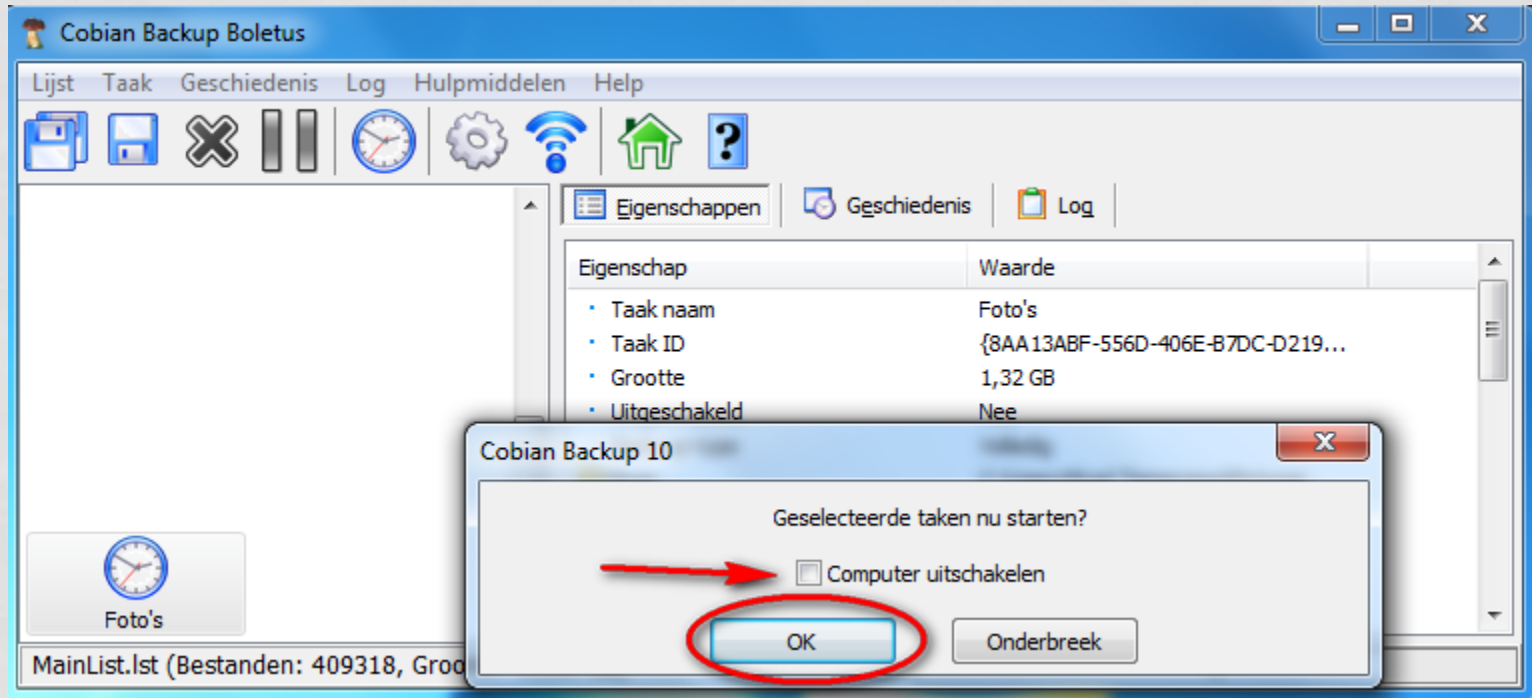 Cobian Backup Boletus
Lijst Taak Geschiedenis Log Hulpmiddelen Help
Eigenschappen Geschiedenis Log
Eigenschap Waarde
Taak naam Foto's
Taak ID {8AA13ABF-556D-406E-B7DC-D219...
Grootte 1,32 GB
Uitgeschakeld Nee
Cobian Backup 10
Geselecteerde taken nu starten?
Computer uitschakelen
OK Onderbreek
Foto's
MainList.lst (Bestanden: 409318, Groo